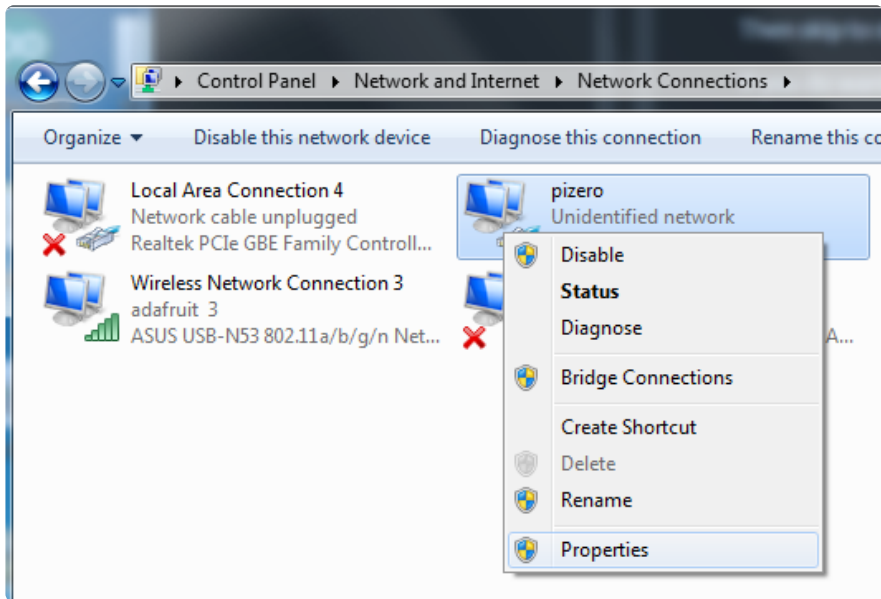 Control Panel Network and Internet Network Connections
Organize Disable this network device Diagnose this connection Rename this co
Local Area Connection 4
Network cable unplugged
Realtek PCIe GBE Family Controll...
pizero
Unidentified network
Wireless Network Connection 3
adafruit 3
ASUS USB-N53 802.11a/b/g/n Net...
A...
Disable
Status
Diagnose
Bridge Connections
Create Shortcut
Delete
Rename
Properties